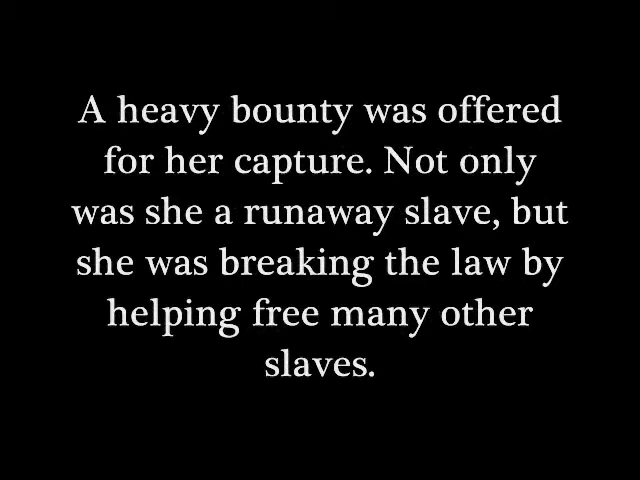 A heavy bounty was offered
for her capture. Not only
was she a runaway slave, but
she was breaking the law by
helping free many other
slaves.